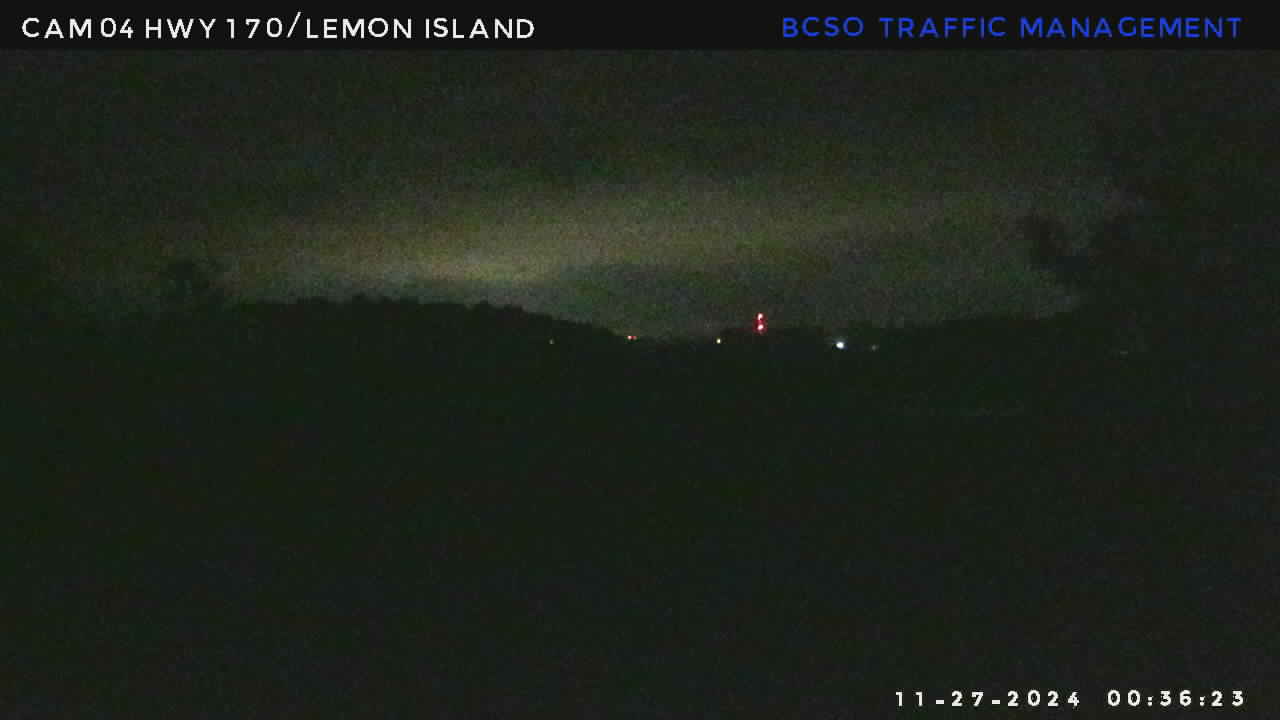 CAM 04 HWY 170/LEMON ISLAND
BCSO TRAFFIC MANAGEMENT
11-27-2024 00:36:23